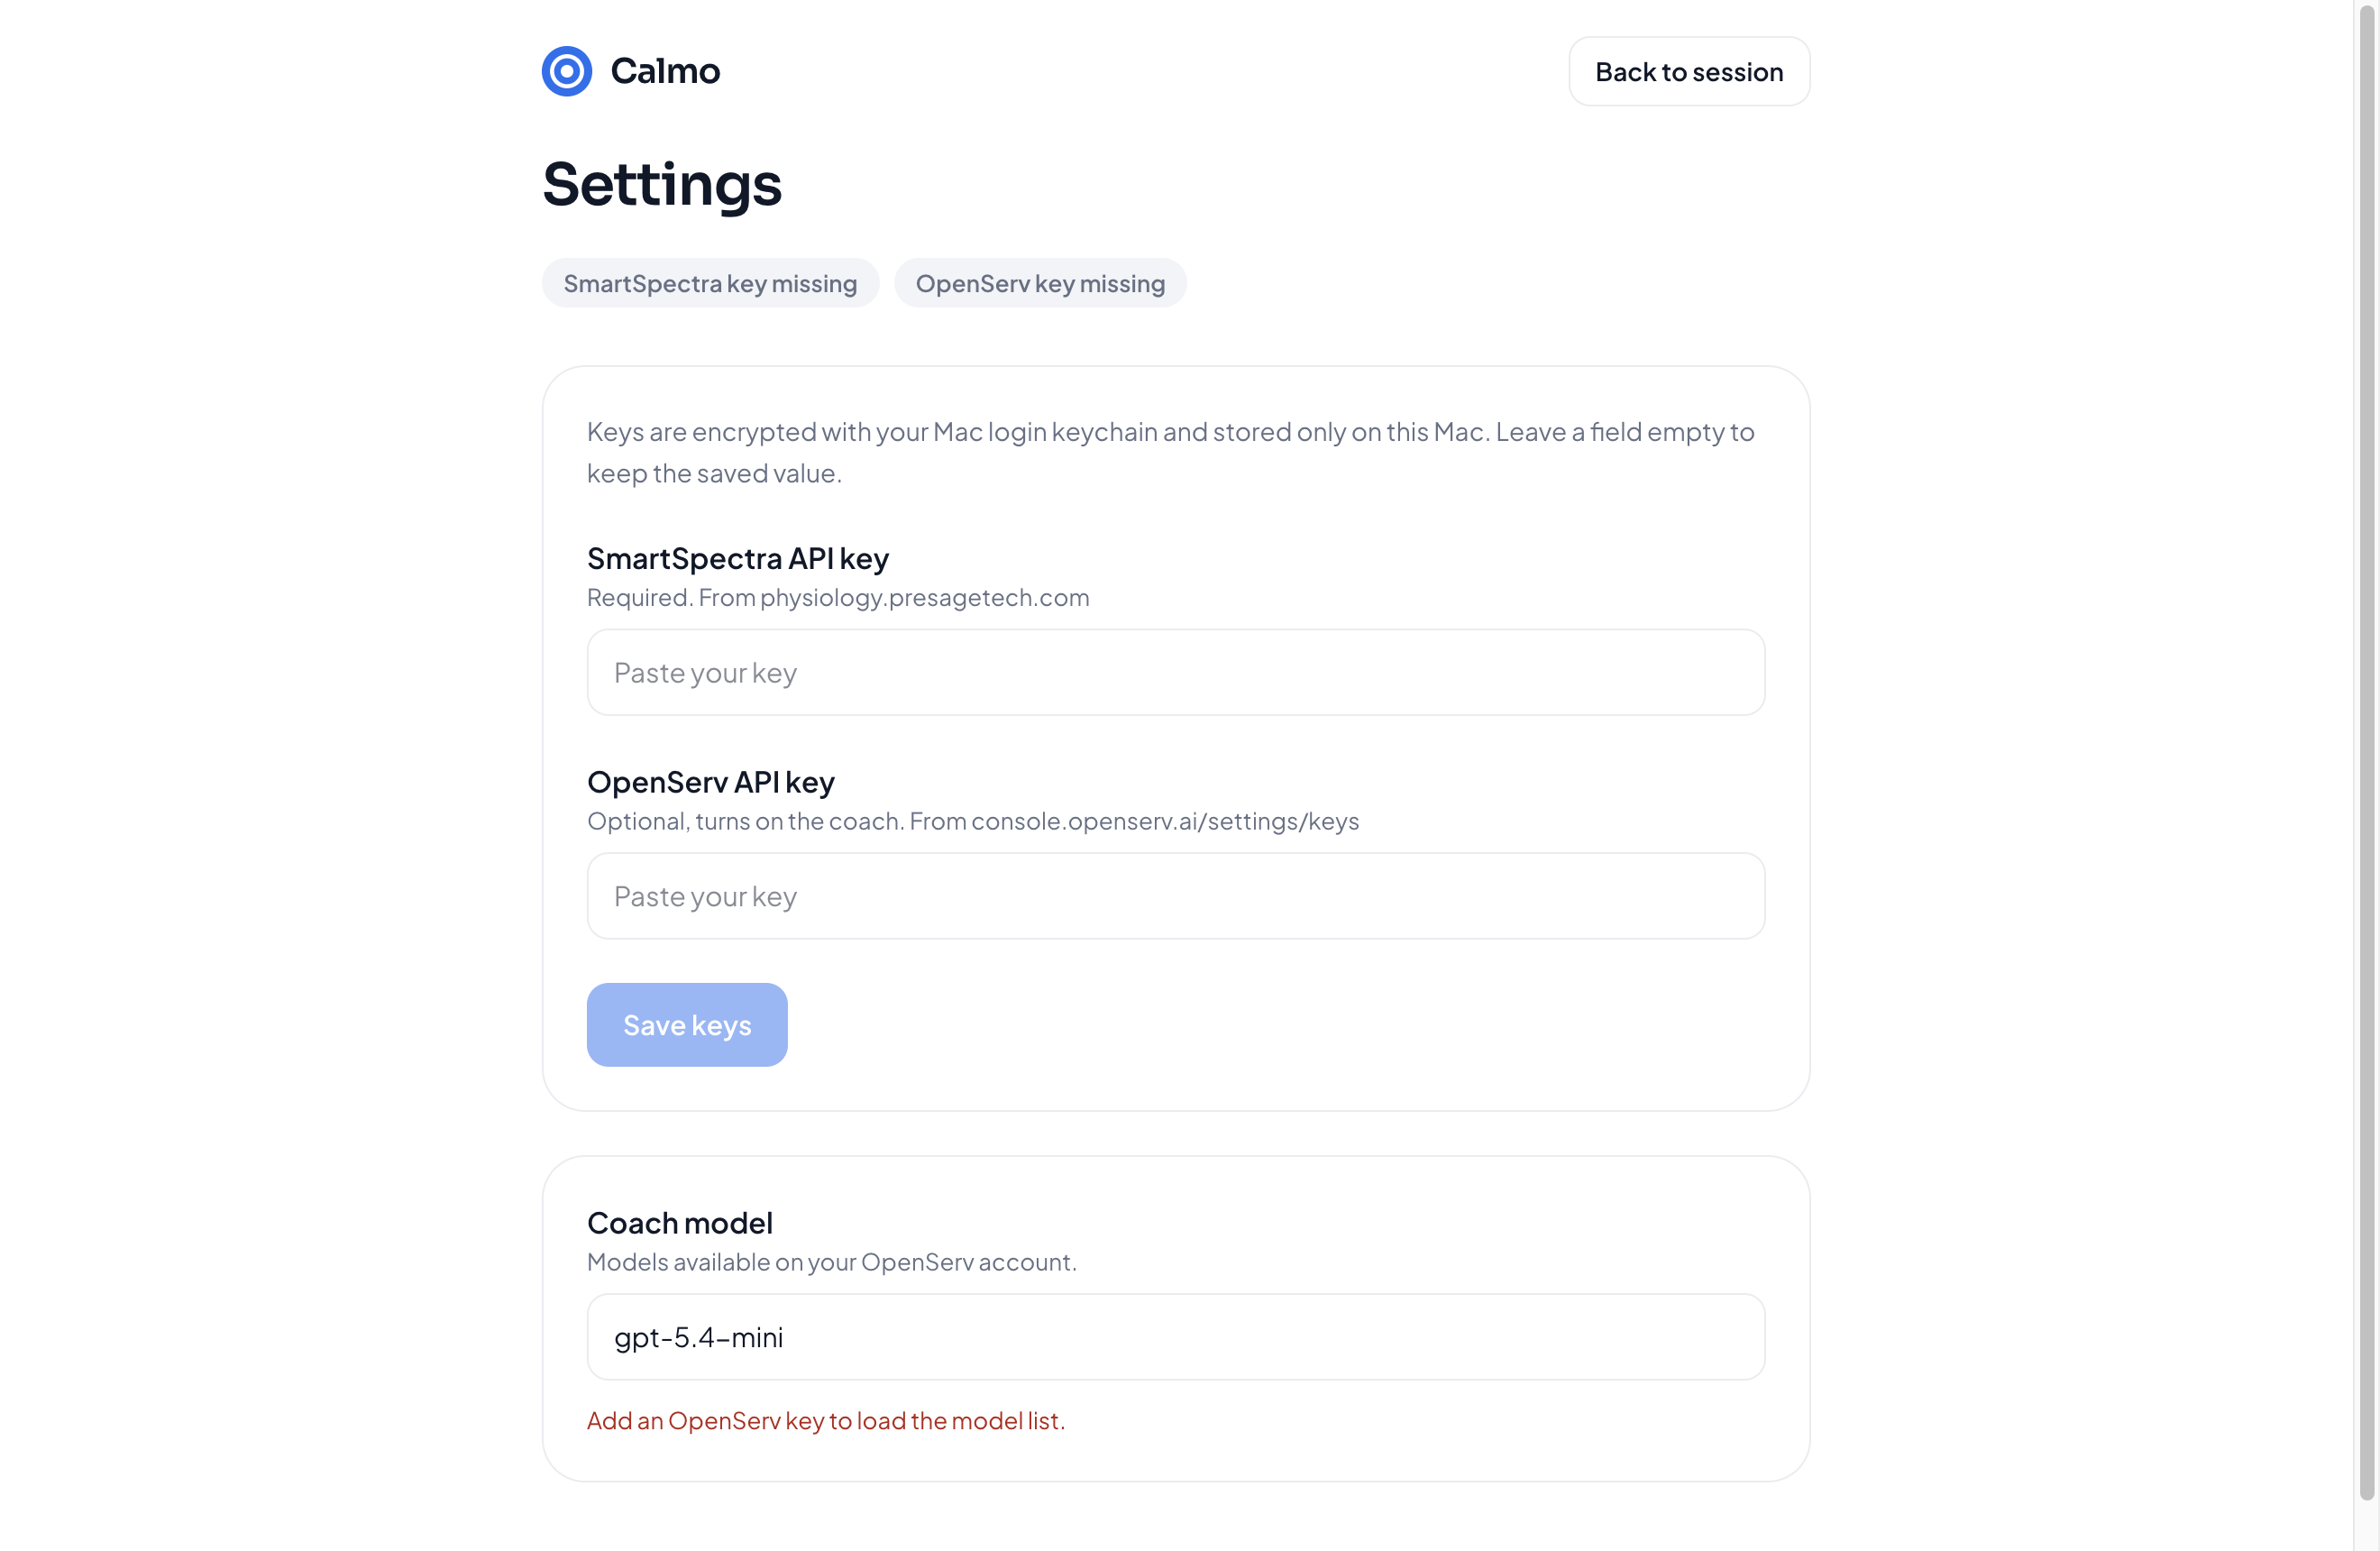 Calmo
Back to session
Settings
SmartSpectra key missing
OpenServ key missing
Keys are encrypted with your Mac login keychain and stored only on this Mac. Leave a field empty to
keep the saved value.
SmartSpectra API key
Required. From physiology.presagetech.com
Paste your key
OpenServ API key
Optional, turns on the coach. From console.openserv.ai/settings/keys
Paste your key
Save keys
Coach model
Models available on your OpenServ account.
gpt-5.4-mini
Add an OpenServ key to load the model list.